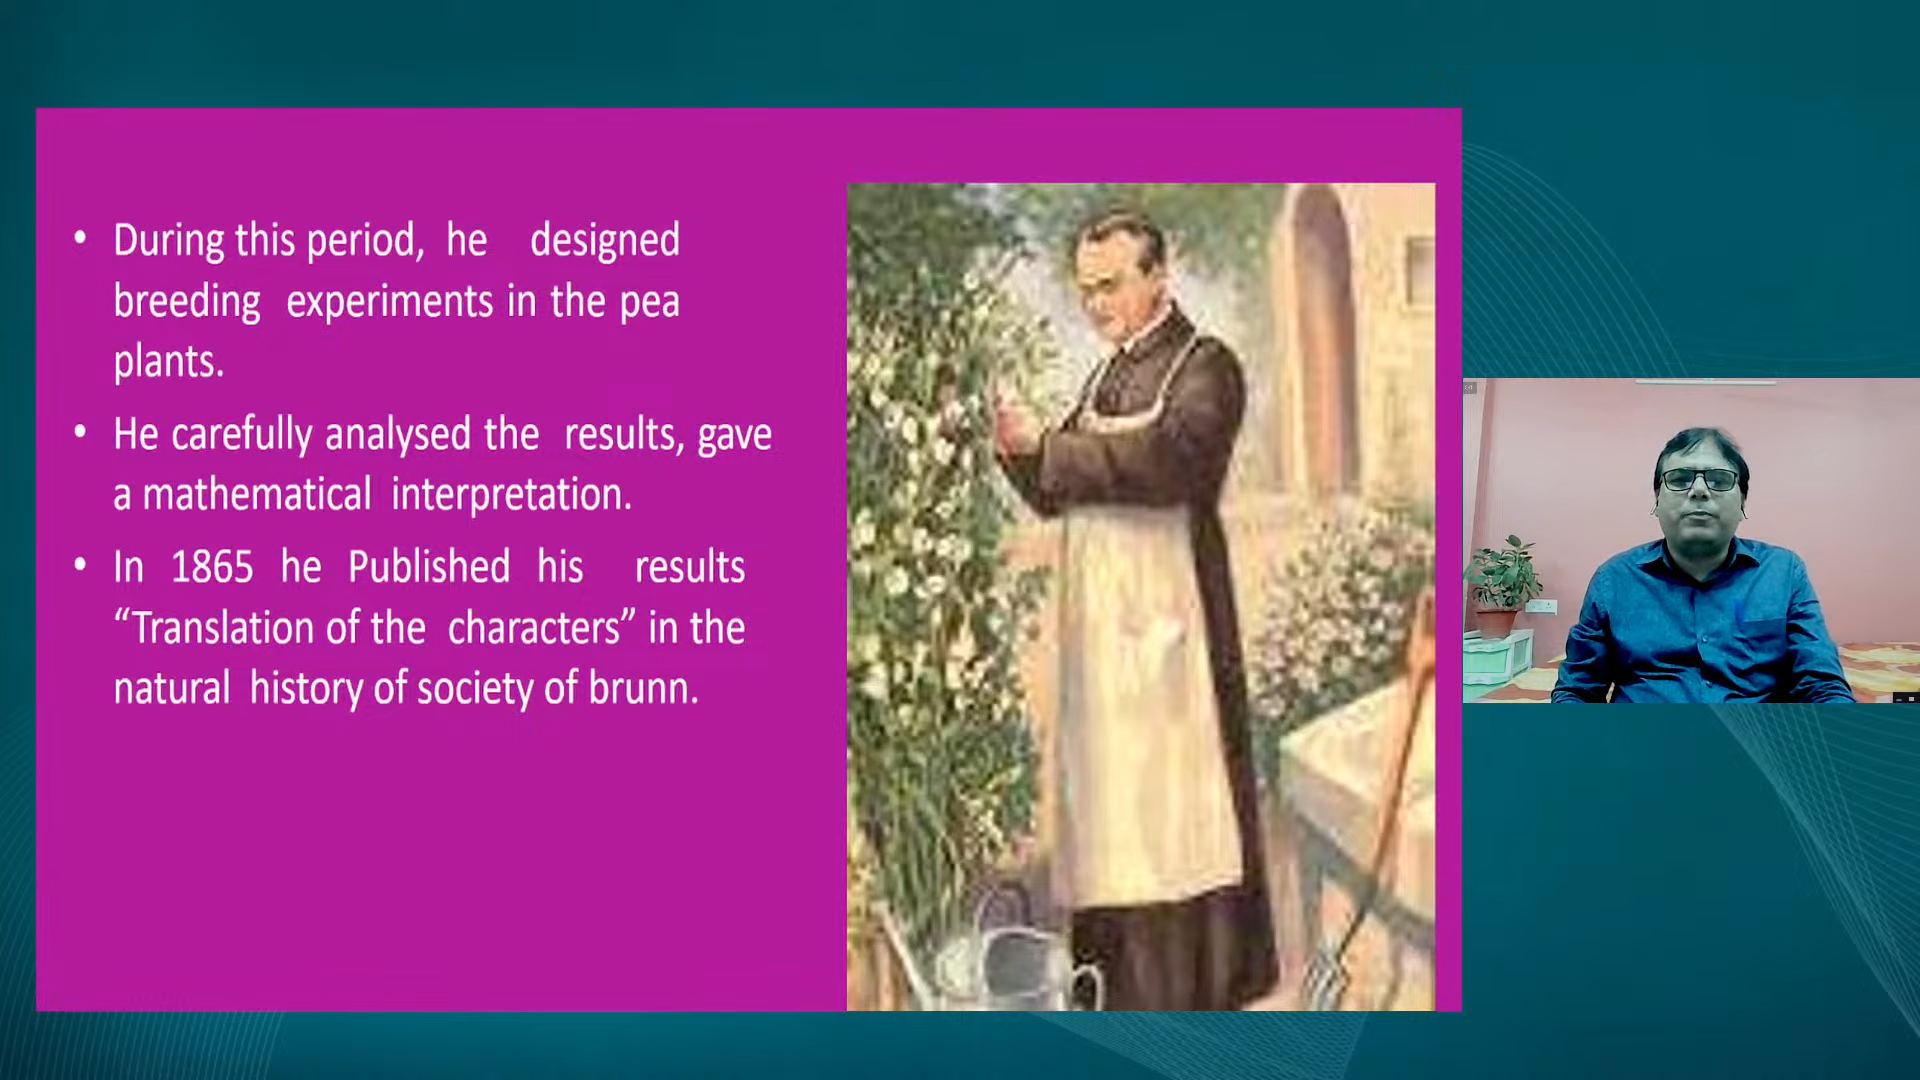 • During this period, he designed
breeding experiments in the pea
plants.
• He carefully analysed the results, gave
a mathematical interpretation.
• In 1865 he Published his results
“Translation of the characters” in the
natural history of society of brunn.